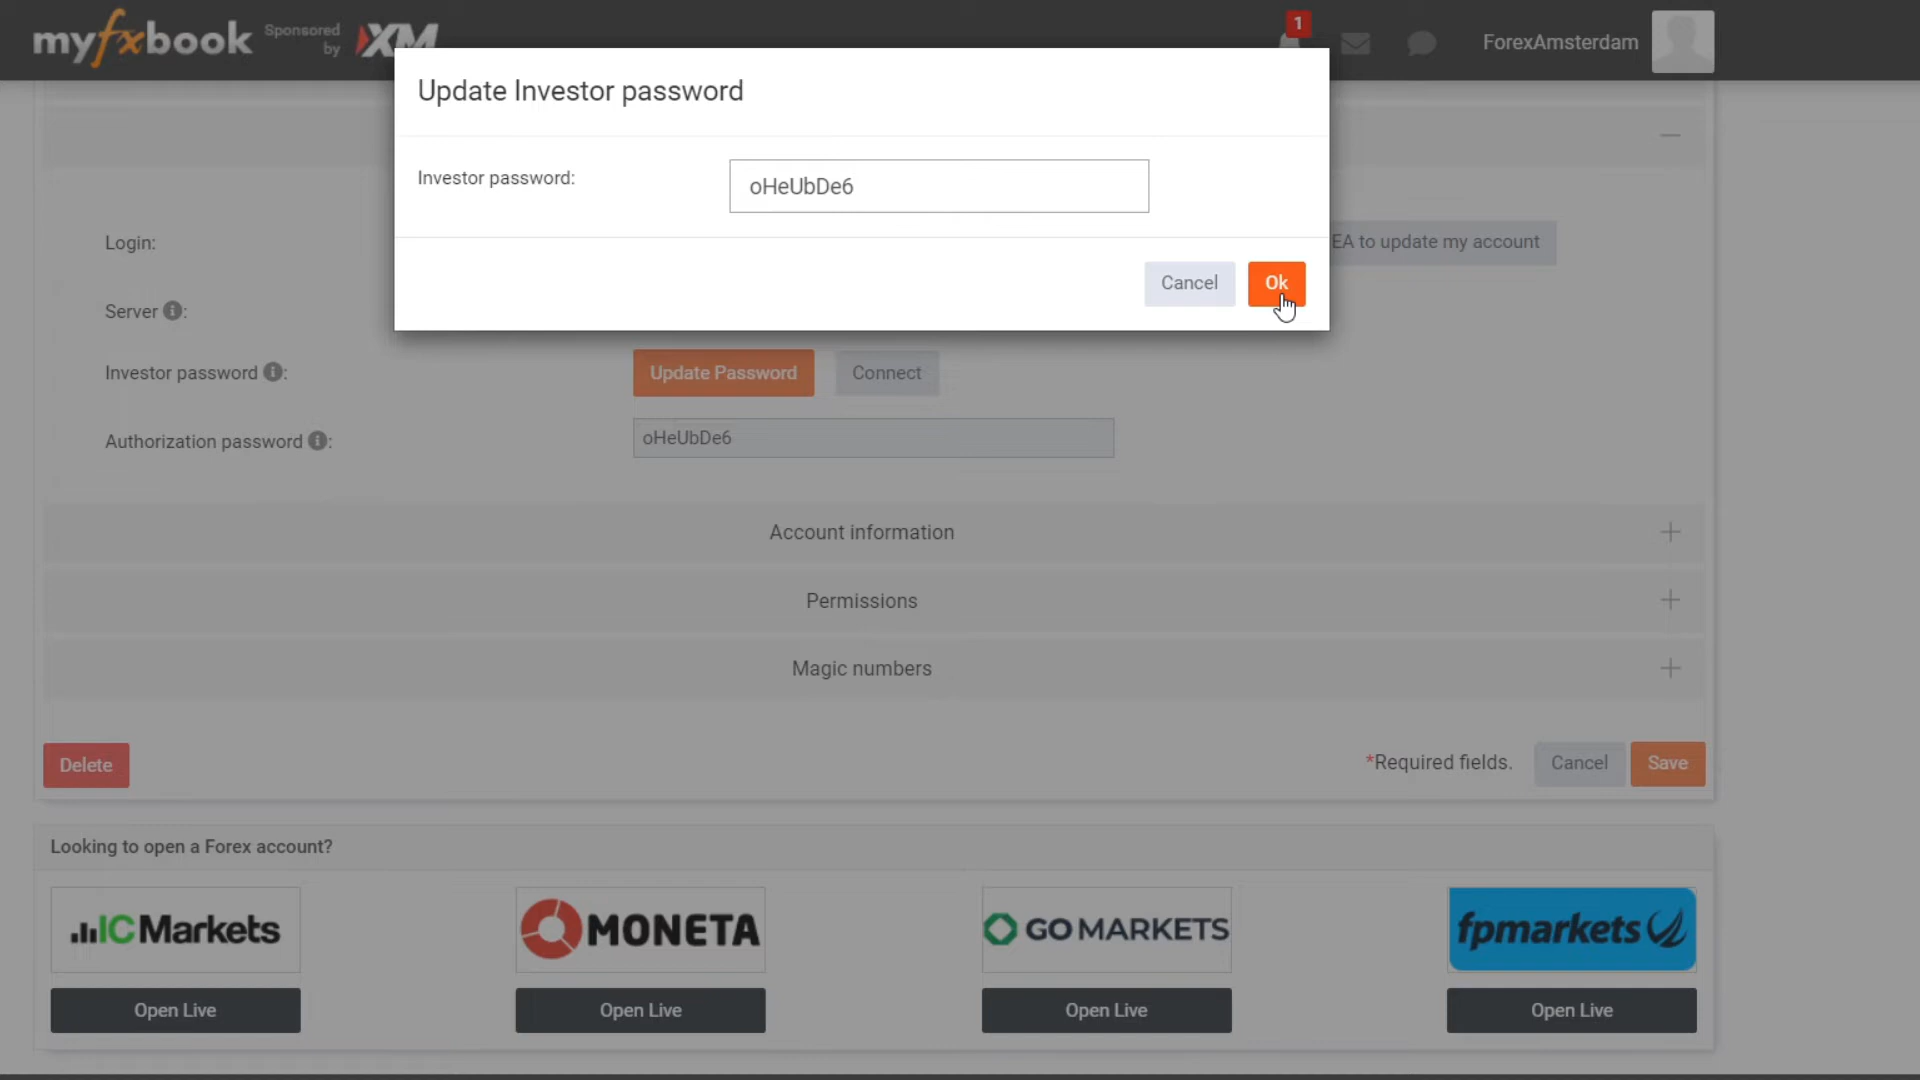 myfxbook
Sponsored by
XM
1
ForexAmsterdam
Update Investor password
Investor password:
oHeUbDe6
Cancel
Ok
Login:
EA to update my account
Server i:
Investor password i:
Update Password
Connect
Authorization password i:
oHeUbDe6
Account information
Permissions
Magic numbers
Delete
*Required fields.
Cancel
Save
Looking to open a Forex account?
IC Markets
MONETA
GO MARKETS
fpmarkets
Open Live
Open Live
Open Live
Open Live